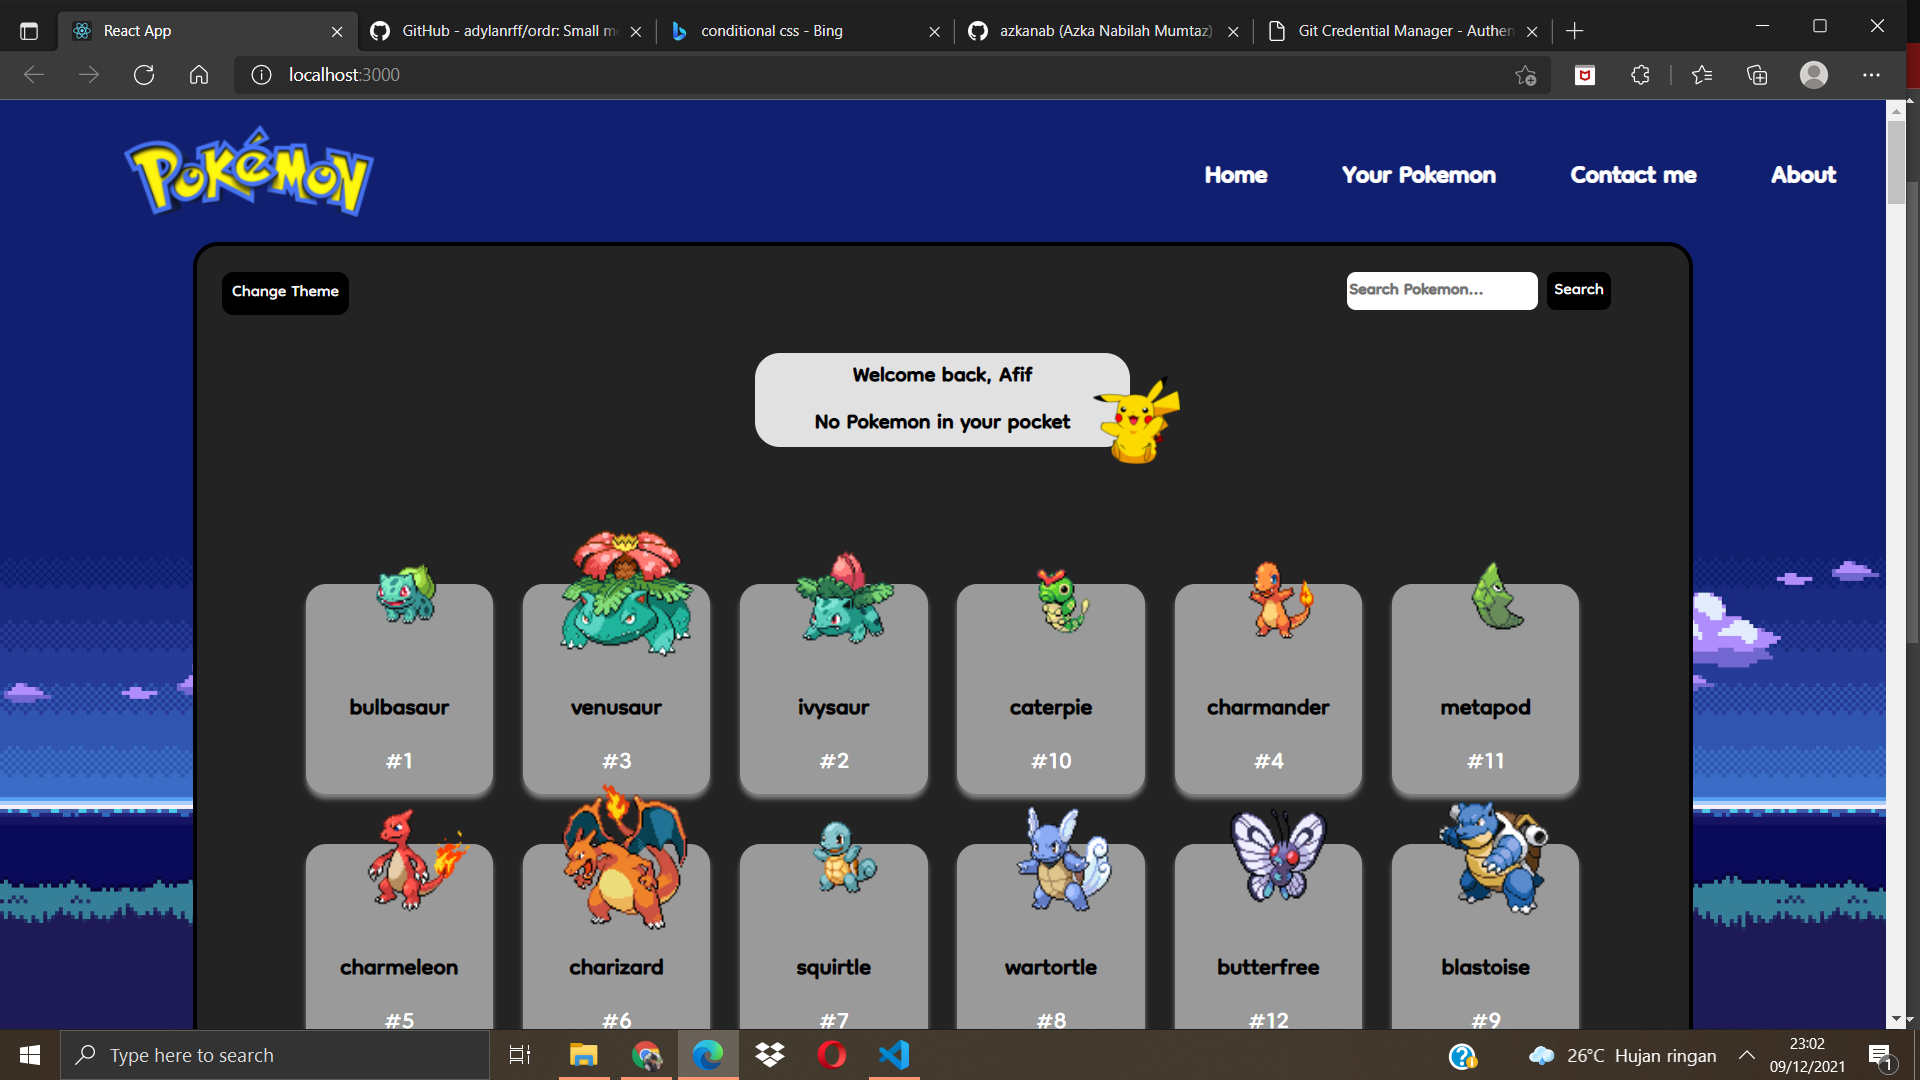 React App
GitHub - adylanrff/ordr: Small m
conditional css - Bing
azkanab (Azka Nabilah Mumtaz)
Git Credential Manager - Authen
localhost:3000
POKéMON
Home
Your Pokemon
Contact me
About
Change Theme
Search Pokemon...
Search
Welcome back, Afif
No Pokemon in your pocket
bulbasaur
venusaur
ivysaur
caterpie
charmander
metapod
#1
#3
#2
#10
#4
#11
charmeleon
charizard
squirtle
wartortle
butterfree
blastoise
#5
#6
#7
#8
#12
#9
Type here to search
26°C Hujan ringan
23:02
09/12/2021
1